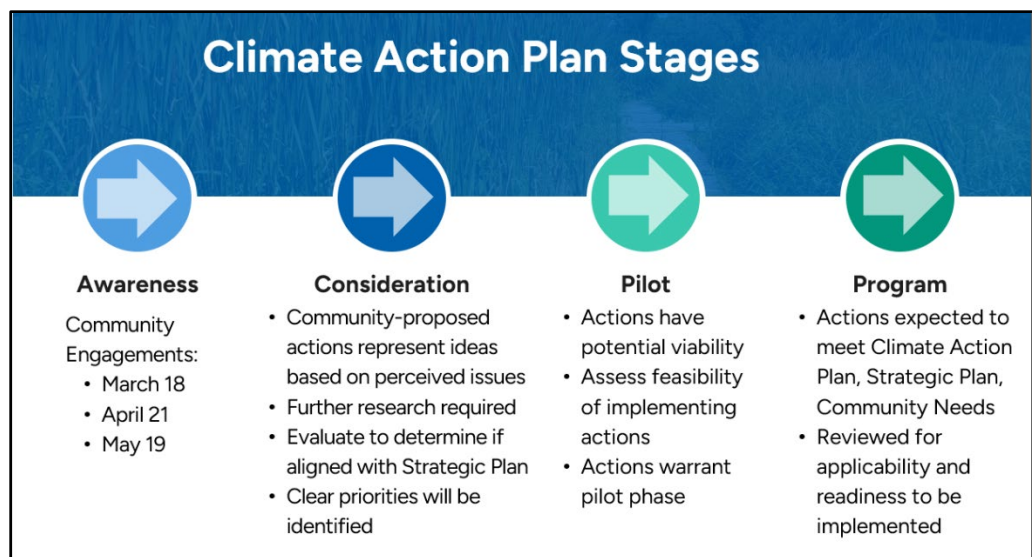 Climate Action Plan Stages
Awareness
Community
Engagements:
• March 18
• April 21
• May 19
Consideration
• Community-proposed
actions represent ideas
based on perceived issues
• Further research required
• Evaluate to determine if
aligned with Strategic Plan
• Clear priorities will be
identified
Pilot
• Actions have
potential viability
• Assess feasibility
of implementing
actions
• Actions warrant
pilot phase
Program
• Actions expected to
meet Climate Action
Plan, Strategic Plan,
Community Needs
• Reviewed for
applicability and
readiness to be
implemented